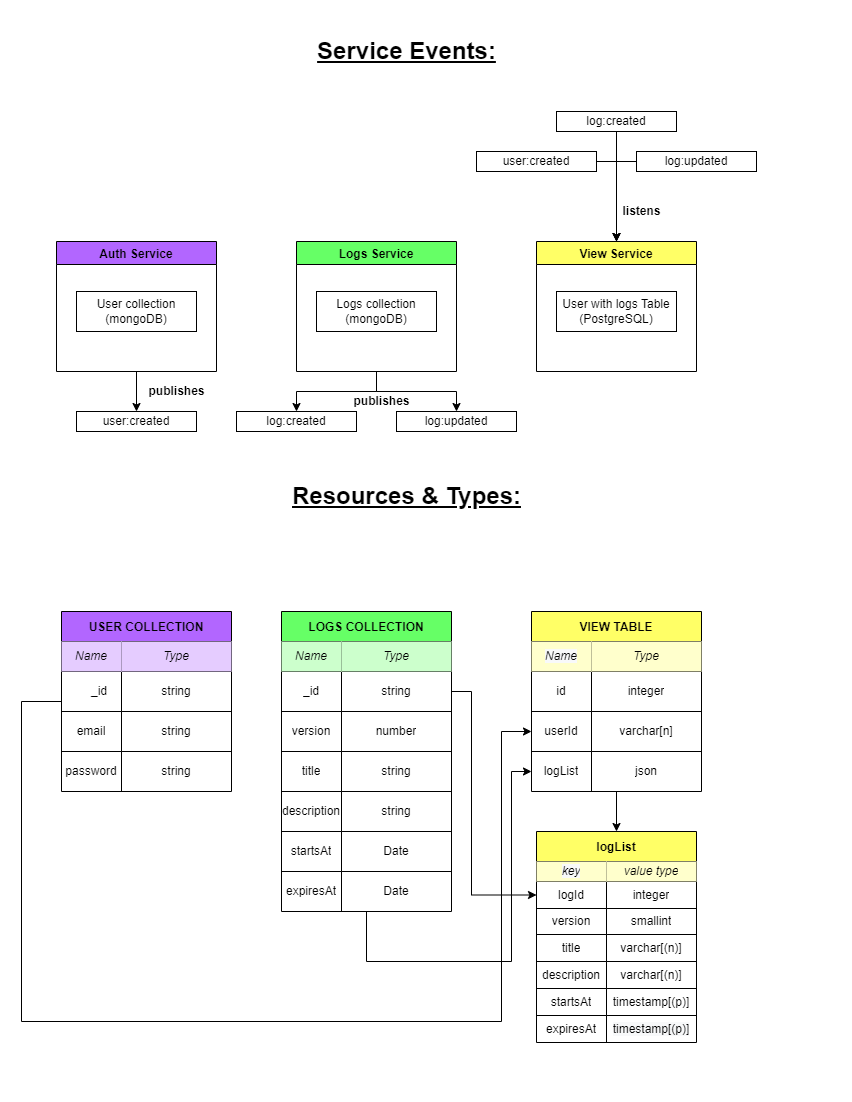 Service Events:
log:created
user:created
log:updated
listens
Auth Service
Logs Service
View Service
User collection
(mongoDB)
Logs collection
(mongoDB)
User with logs Table
(PostgreSQL)
publishes
publishes
user:created
log:created
log:updated
Resources & Types:
USER COLLECTION
Name Type
_id string
email string
password string
LOGS COLLECTION
Name Type
_id string
version number
title string
description string
startsAt Date
expiresAt Date
VIEW TABLE
Name Type
id integer
userId varchar[n]
logList json
logList
key value type
logId integer
version smallint
title varchar[(n)]
description varchar[(n)]
startsAt timestamp[(p)]
expiresAt timestamp[(p)]